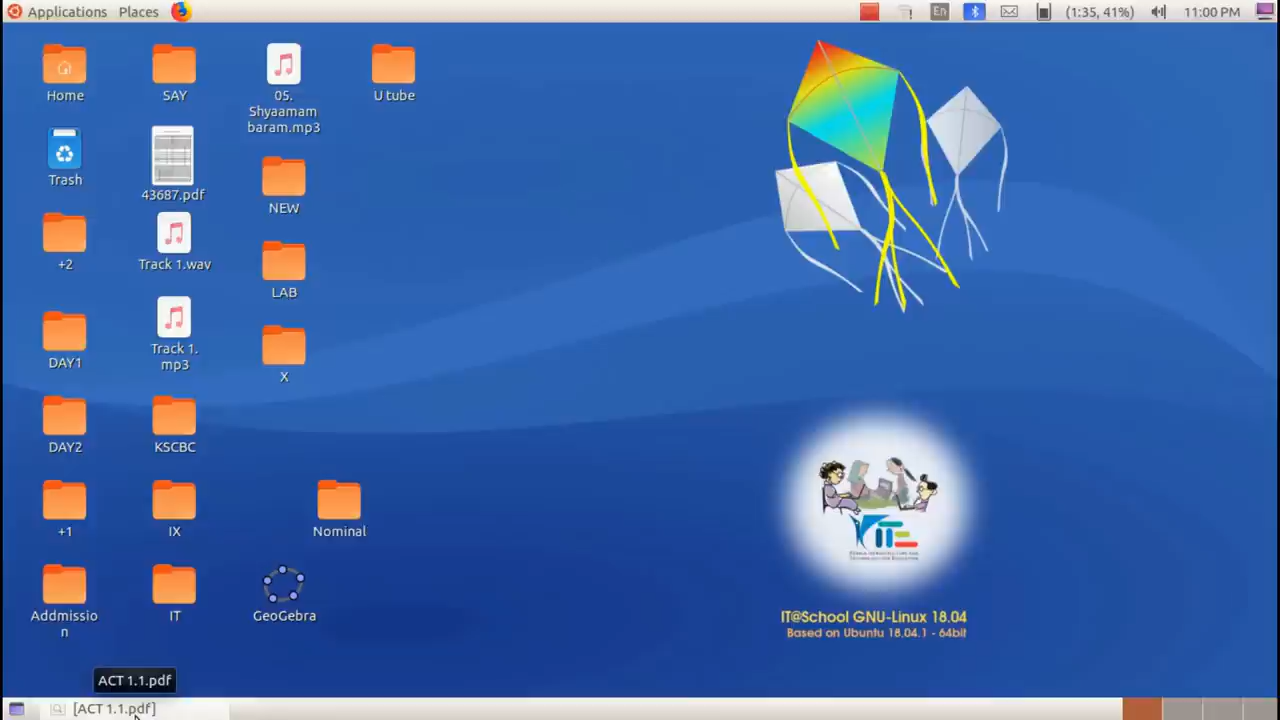 Applications Places
En
(1:35, 41%)
11:00 PM
Home
SAY
05.
Shyaamam
baram.mp3
U tube
Trash
43687.pdf
NEW
+2
Track 1.wav
LAB
DAY1
Track 1.
mp3
X
DAY2
KSCBC
+1
IX
Nominal
Addmissio
n
IT
GeoGebra
IT@School GNU-Linux 18.04
Based on Ubuntu 18.04.1 - 64bit
ACT 1.1.pdf
[ACT 1.1.pdf]